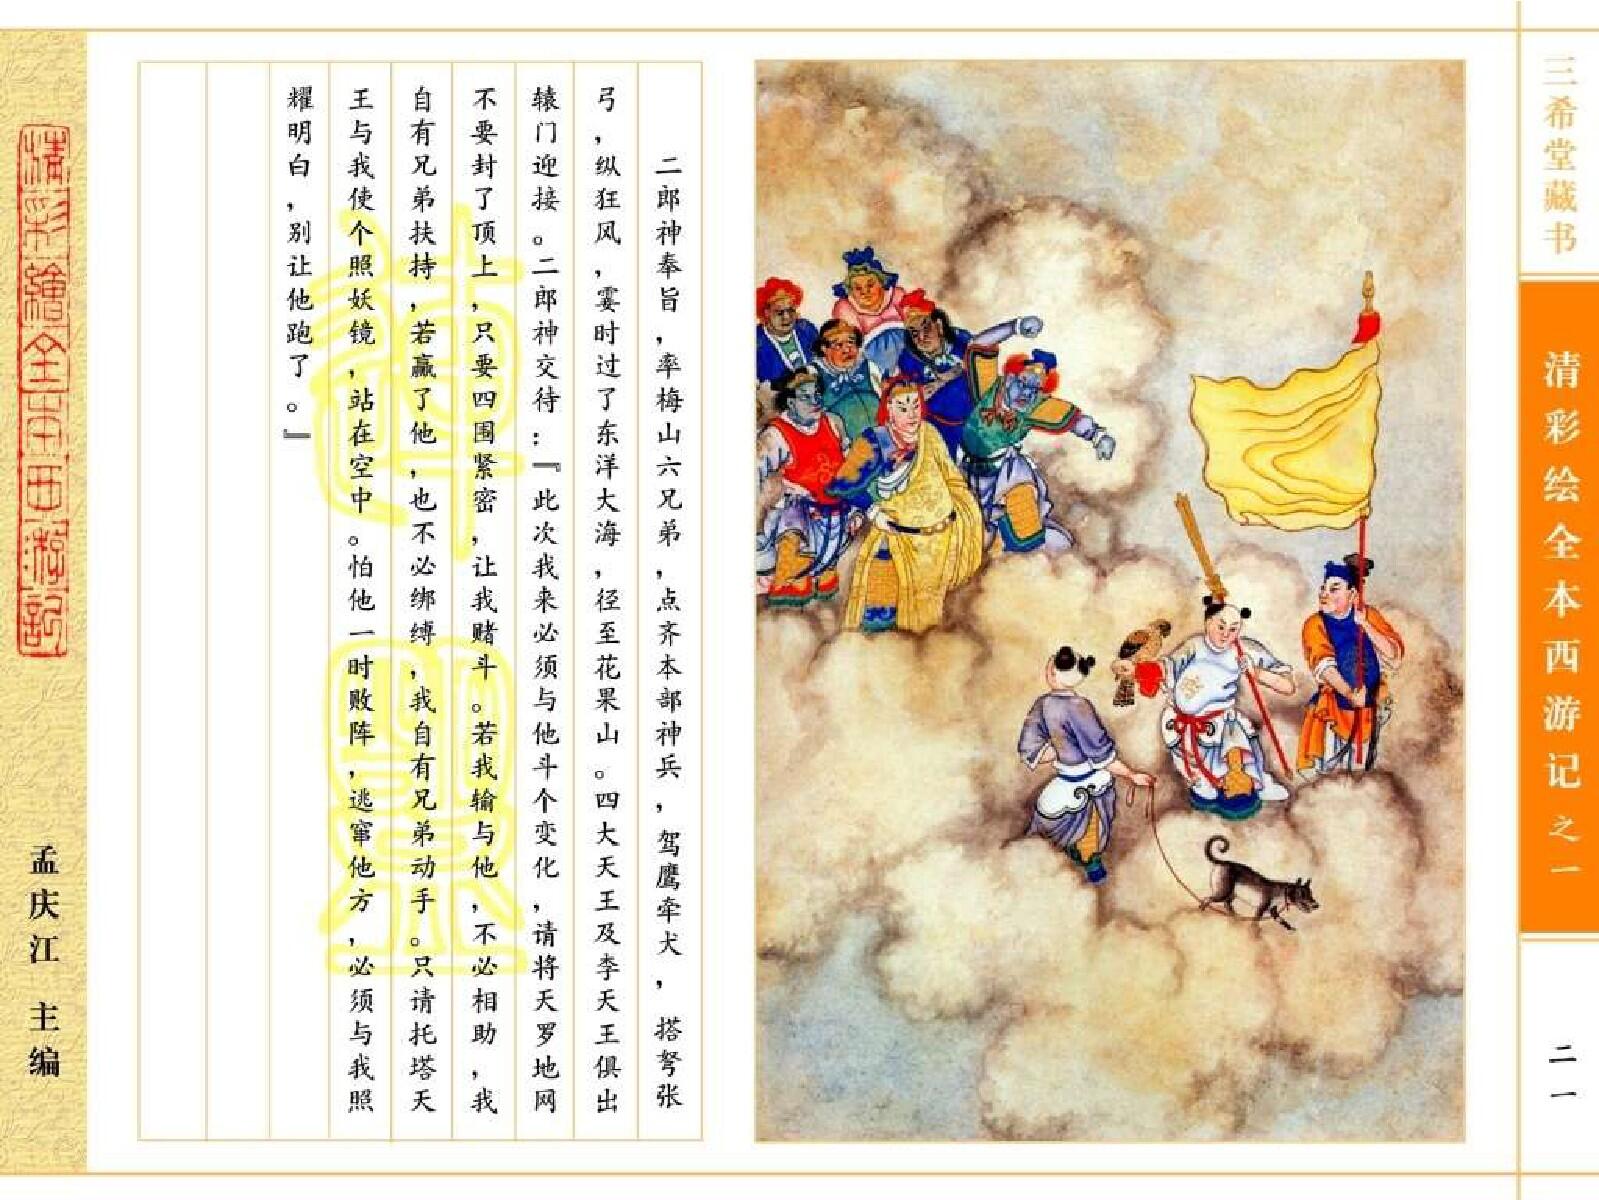 三希堂藏书
清彩绘全本西游记之一
二一
二郎神奉旨，率梅山六兄弟，点齐本部神兵，驾鹰牵犬，搭弩张
弓，纵狂风，霎时过了东洋大海，径至花果山。四大天王及李天王俱出
辕门迎接。二郎神交待：『此次我来必须与他斗个变化，请将天罗地网
不要封了顶上，只要四围紧密，让我赌斗。若我输与他，不必相助，我
自有兄弟扶持，若赢了他，也不必绑缚，我自有兄弟动手。只请托塔天
王与我使个照妖镜，站在空中。怕他一时败阵，逃窜他方，必须与我照
耀明白，别让他跑了。』
清彩繪全本西游記
孟庆江 主编